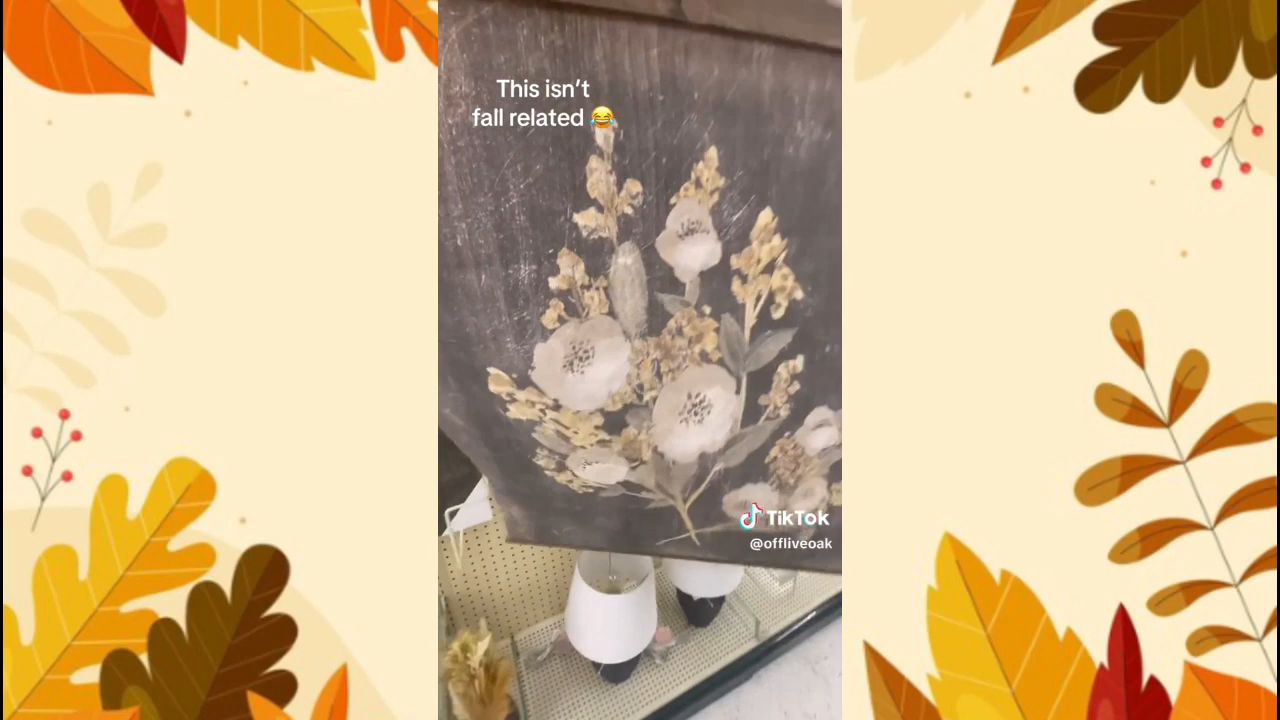 This isn’t
fall related 😂
TikTok
@offliveoak